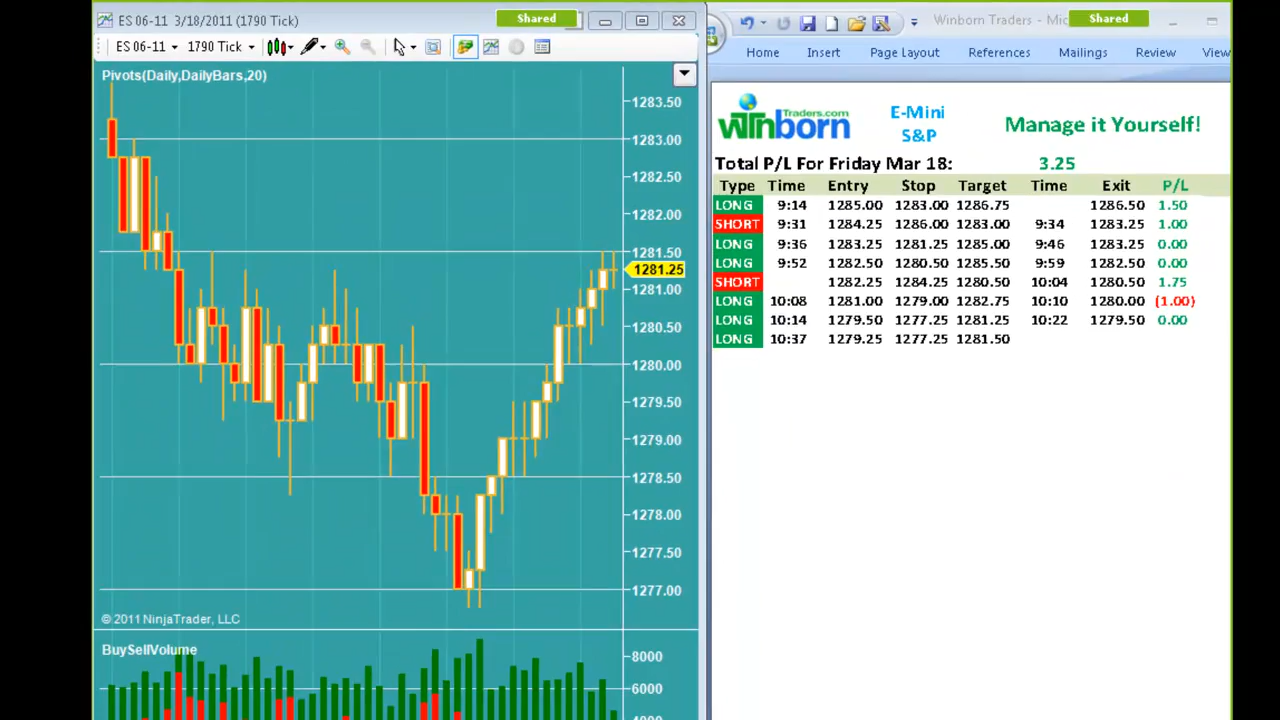 ES 06-11 3/18/2011 (1790 Tick)
Shared
ES 06-11
1790 Tick
Pivots(Daily,DailyBars,20)
1283.50
1283.00
1282.50
1282.00
1281.50
1281.25
1281.00
1280.50
1280.00
1279.50
1279.00
1278.50
1278.00
1277.50
1277.00
© 2011 NinjaTrader, LLC
BuySellVolume
8000
6000
4000
Winborn Traders - Mic
Shared
Home Insert Page Layout References Mailings Review View
Traders.com
winborn
E-Mini
S&P
Manage it Yourself!
Total P/L For Friday Mar 18: 3.25
Type Time Entry Stop Target Time Exit P/L
LONG 9:14 1285.00 1283.00 1286.75 1286.50 1.50
SHORT 9:31 1284.25 1286.00 1283.00 9:34 1283.25 1.00
LONG 9:36 1283.25 1281.25 1285.00 9:46 1283.25 0.00
LONG 9:52 1282.50 1280.50 1285.50 9:59 1282.50 0.00
SHORT 1282.25 1284.25 1280.50 10:04 1280.50 1.75
LONG 10:08 1281.00 1279.00 1282.75 10:10 1280.00 (1.00)
LONG 10:14 1279.50 1277.25 1281.25 10:22 1279.50 0.00
LONG 10:37 1279.25 1277.25 1281.50